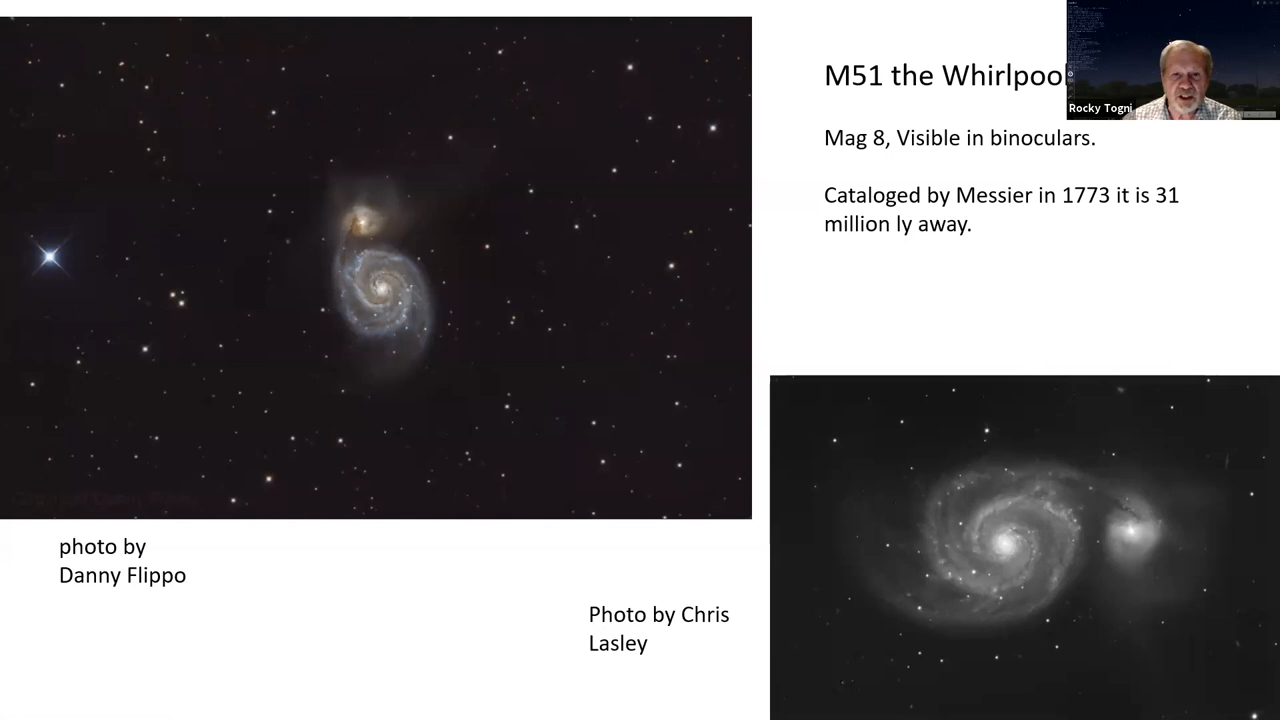 M51 the Whirlpoo
Rocky Togni
Mag 8, Visible in binoculars.
Cataloged by Messier in 1773 it is 31
million ly away.
photo by
Danny Flippo
Photo by Chris
Lasley